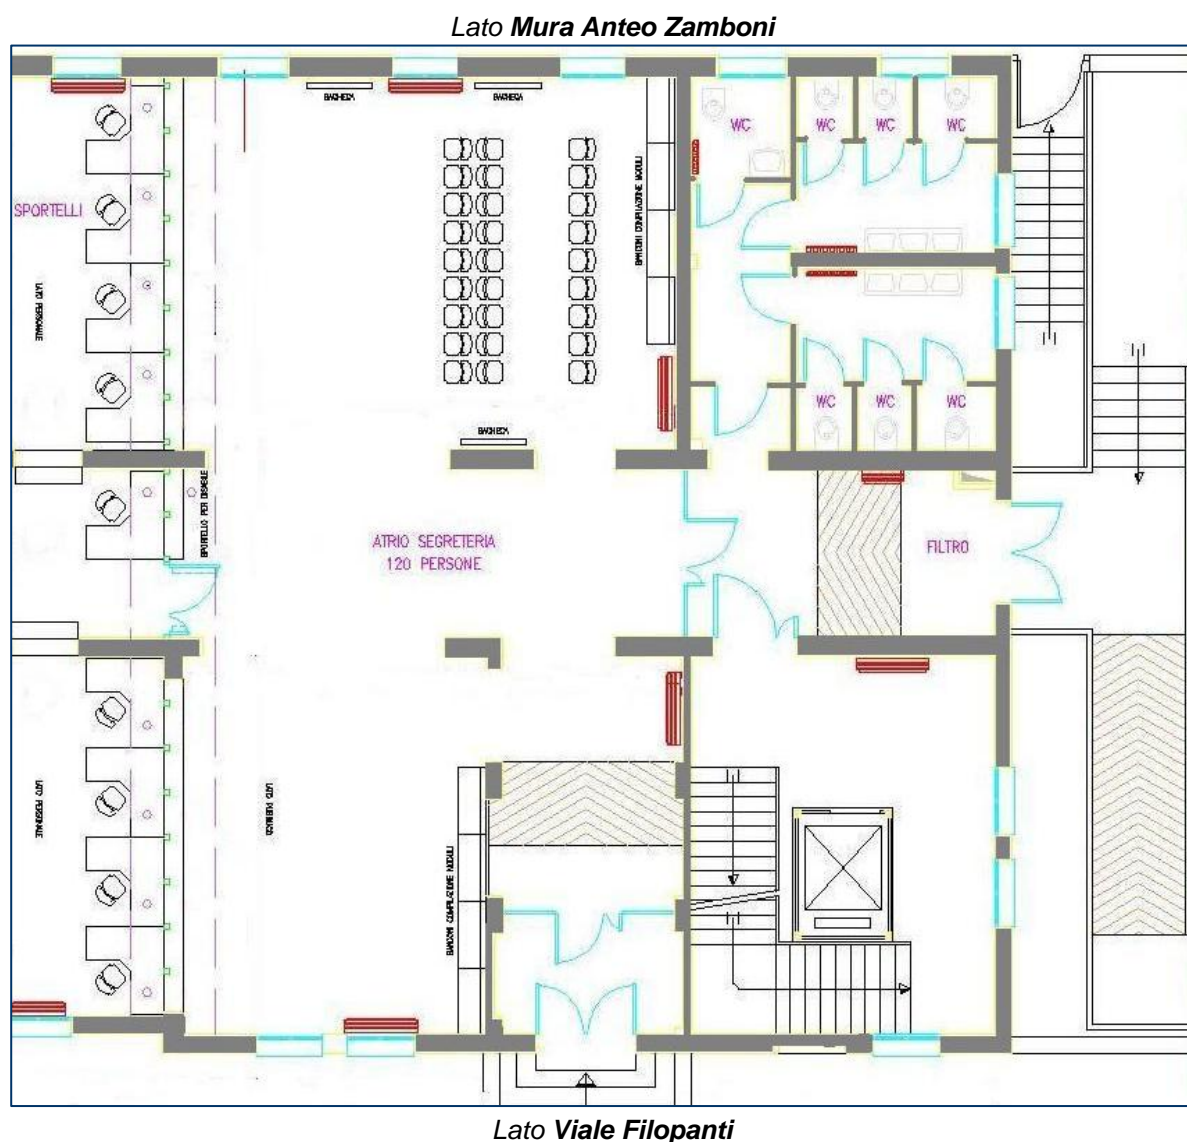 Lato Mura Anteo Zamboni
BACHECA
BACHECA
WC
WC
WC
WC
SPORTELLI
LATO PERSONALE
BANCONI COMPILAZIONE MODULI
BACHECA
WC
WC
WC
SPORTELLO PER DISABILE
ATRIO SEGRETERIA
120 PERSONE
FILTRO
LATO PERSONALE
LATO PUBBLICO
BANCONI COMPILAZIONE MODULI
Lato Viale Filopanti